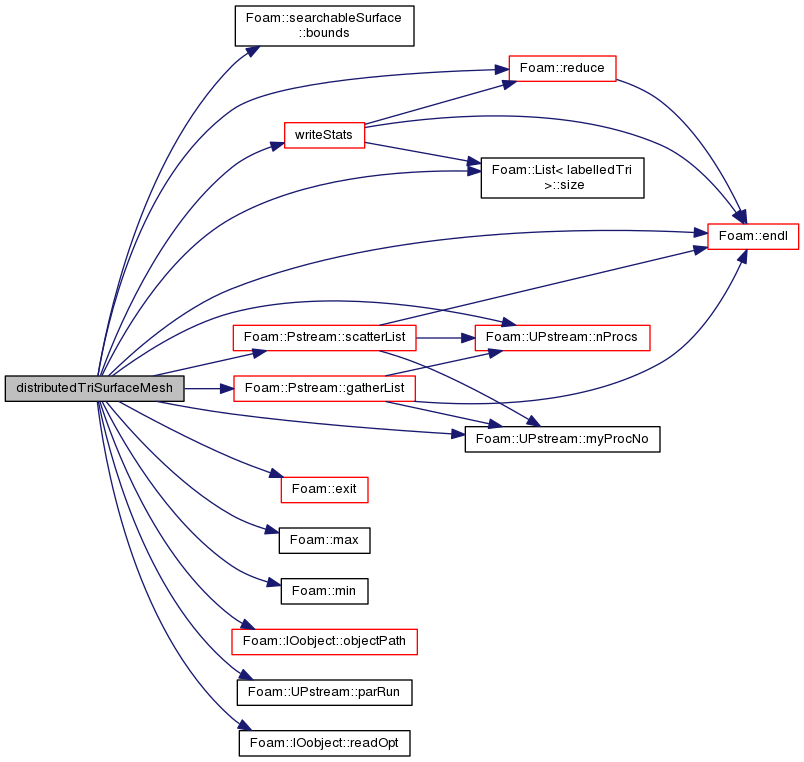 Foam::searchableSurface
::bounds
Foam::reduce
writeStats
Foam::List< labelledTri
>::size
Foam::endl
Foam::Pstream::scatterList
Foam::UPstream::nProcs
distributedTriSurfaceMesh
Foam::Pstream::gatherList
Foam::UPstream::myProcNo
Foam::exit
Foam::max
Foam::min
Foam::IOobject::objectPath
Foam::UPstream::parRun
Foam::IOobject::readOpt